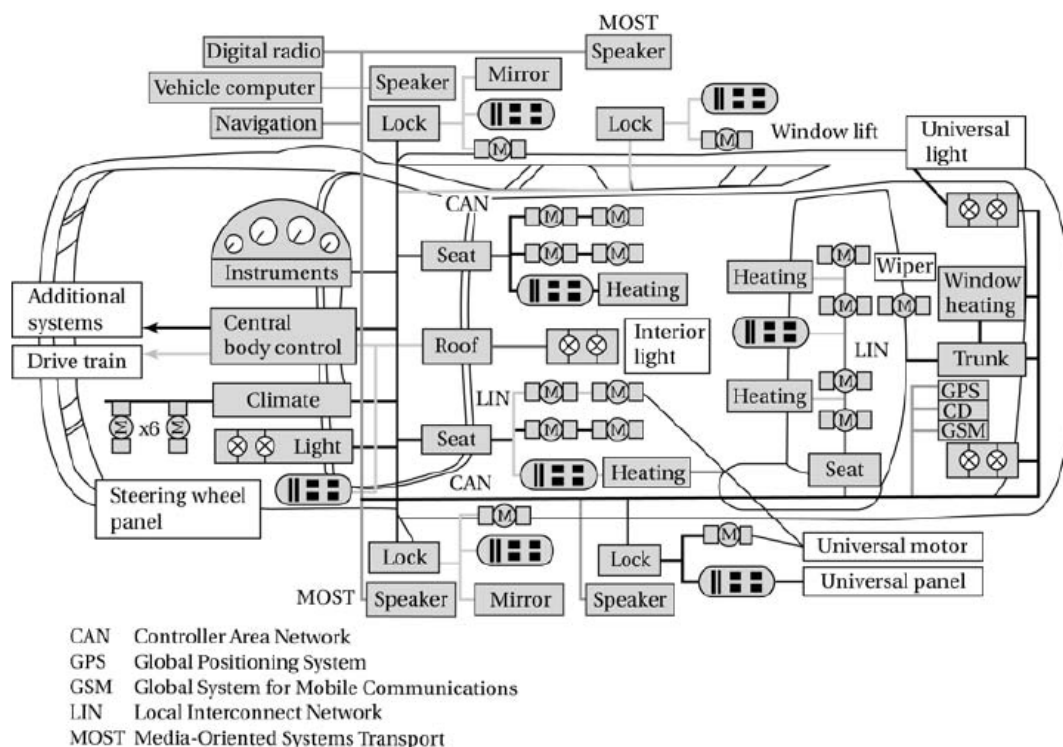 MOST
Digital radio
Speaker
Vehicle computer
Speaker
Mirror
Navigation
Lock
M
Lock
M
Window lift
Universal
light
CAN
M
M
Instruments
Seat
M
M
Heating
Heating
M
Wiper
Window
heating
M
M
Additional
systems
Central
body control
Roof
Interior
light
LIN
Trunk
Drive train
Climate
LIN
M
M
Heating
M
GPS
CD
GSM
M
x6
M
Light
Seat
M
M
M
CAN
Heating
Seat
Steering wheel
panel
M
M
Lock
Lock
Universal motor
Universal panel
MOST
Speaker
Mirror
Speaker
CAN Controller Area Network
GPS Global Positioning System
GSM Global System for Mobile Communications
LIN Local Interconnect Network
MOST Media-Oriented Systems Transport